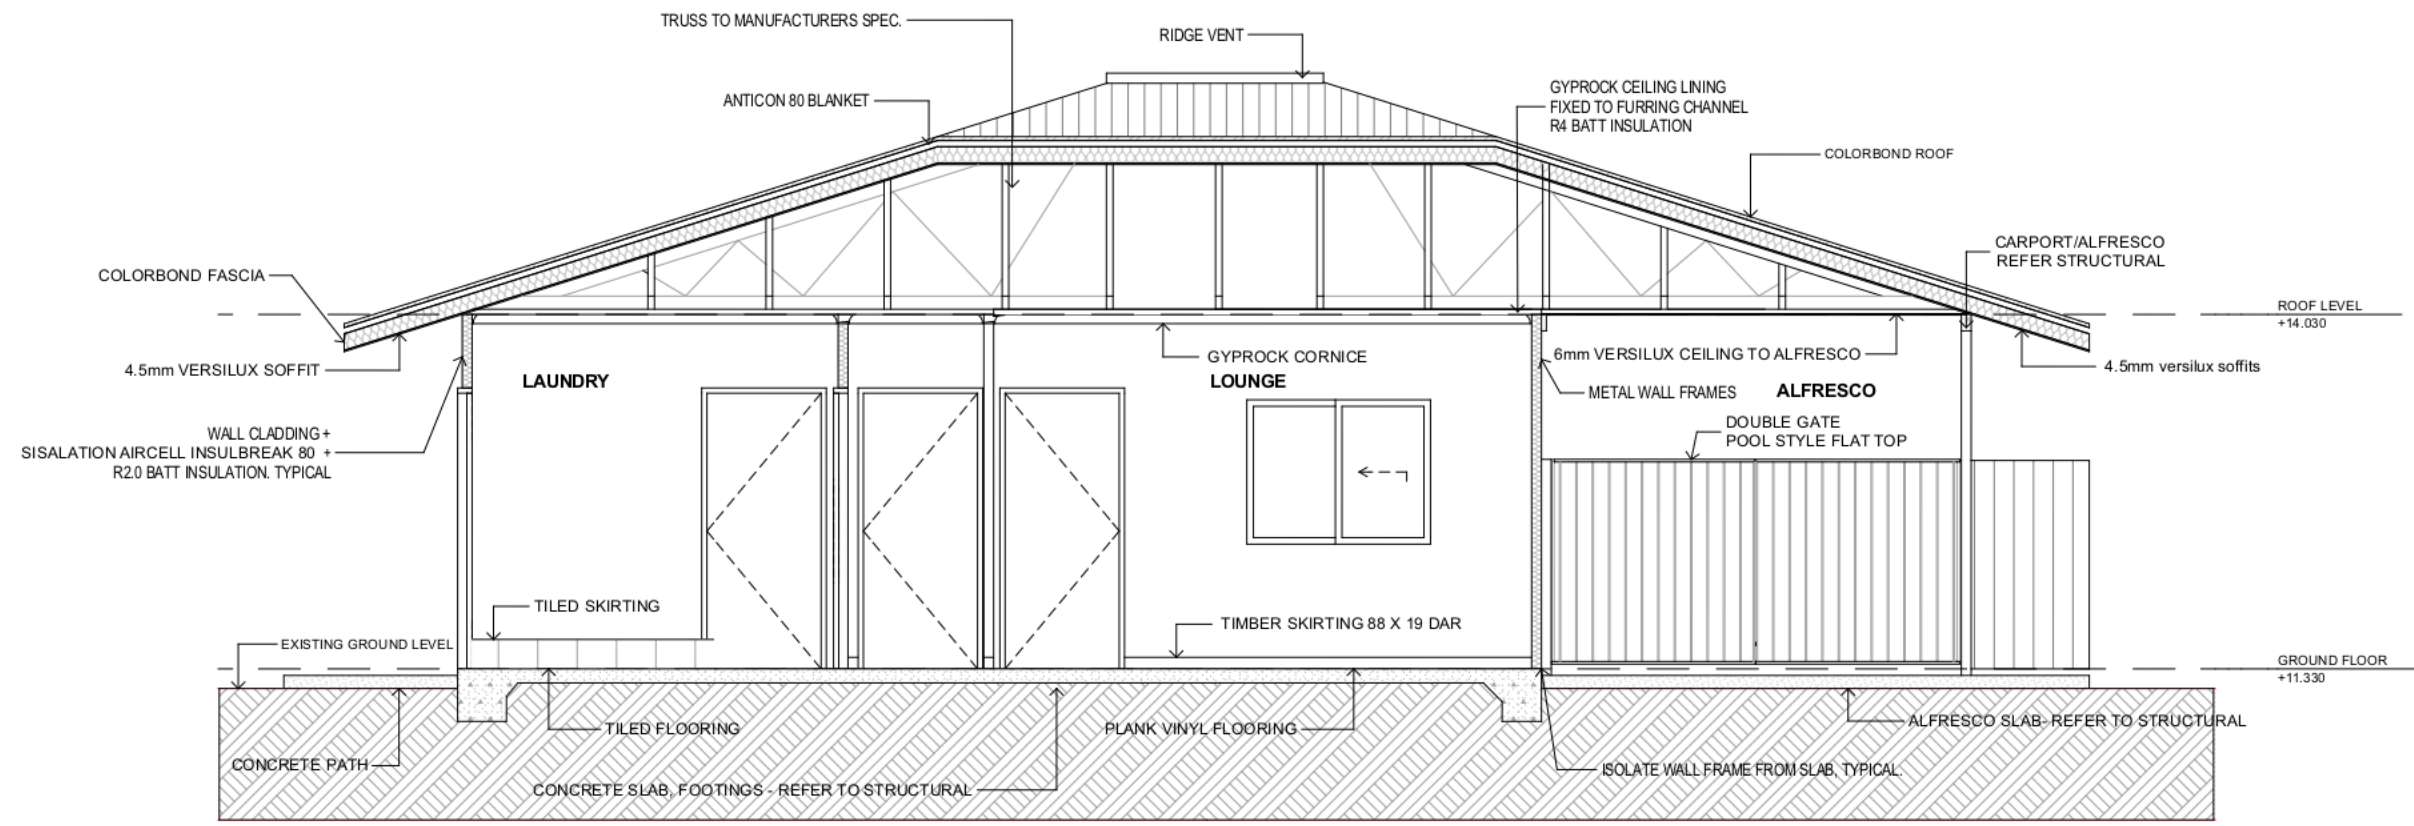 TRUSS TO MANUFACTURERS SPEC.
RIDGE VENT
ANTICON 80 BLANKET
GYPROCK CEILING LINING
FIXED TO FURRING CHANNEL
R4 BATT INSULATION
COLORBOND ROOF
CARPORT/ALFRESCO
REFER STRUCTURAL
COLORBOND FASCIA
ROOF LEVEL
+14.030
4.5mm VERSILUX SOFFIT
GYPROCK CORNICE
6mm VERSILUX CEILING TO ALFRESCO
4.5mm versilux soffits
LAUNDRY
LOUNGE
METAL WALL FRAMES
ALFRESCO
DOUBLE GATE
POOL STYLE FLAT TOP
WALL CLADDING +
SISALATION AIRCELL INSULBREAK 80 +
R2.0 BATT INSULATION. TYPICAL
TILED SKIRTING
TIMBER SKIRTING 88 X 19 DAR
EXISTING GROUND LEVEL
GROUND FLOOR
+11.330
TILED FLOORING
PLANK VINYL FLOORING
ALFRESCO SLAB- REFER TO STRUCTURAL
CONCRETE PATH
ISOLATE WALL FRAME FROM SLAB, TYPICAL.
CONCRETE SLAB, FOOTINGS - REFER TO STRUCTURAL